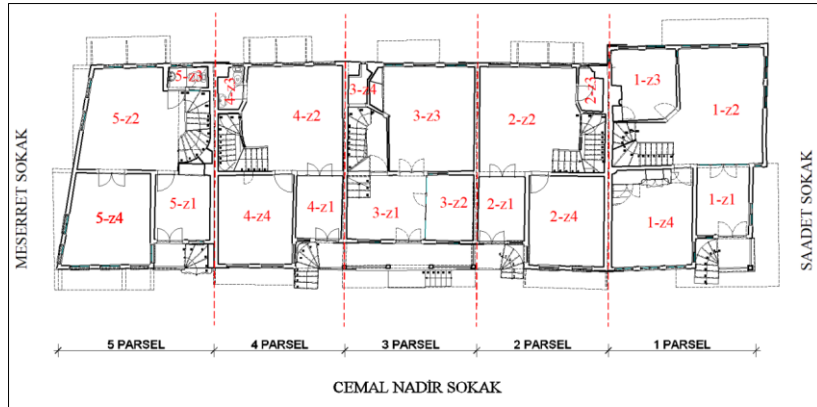 5-z3
4-z3
3-z4
2-z3
1-z3
5-z2
4-z2
3-z3
2-z2
1-z2
5-z4
5-z1
4-z4
4-z1
3-z1
3-z2
2-z1
2-z4
1-z4
1-z1
MESERRET SOKAK
SAADET SOKAK
5 PARSEL
4 PARSEL
3 PARSEL
2 PARSEL
1 PARSEL
CEMAL NADİR SOKAK